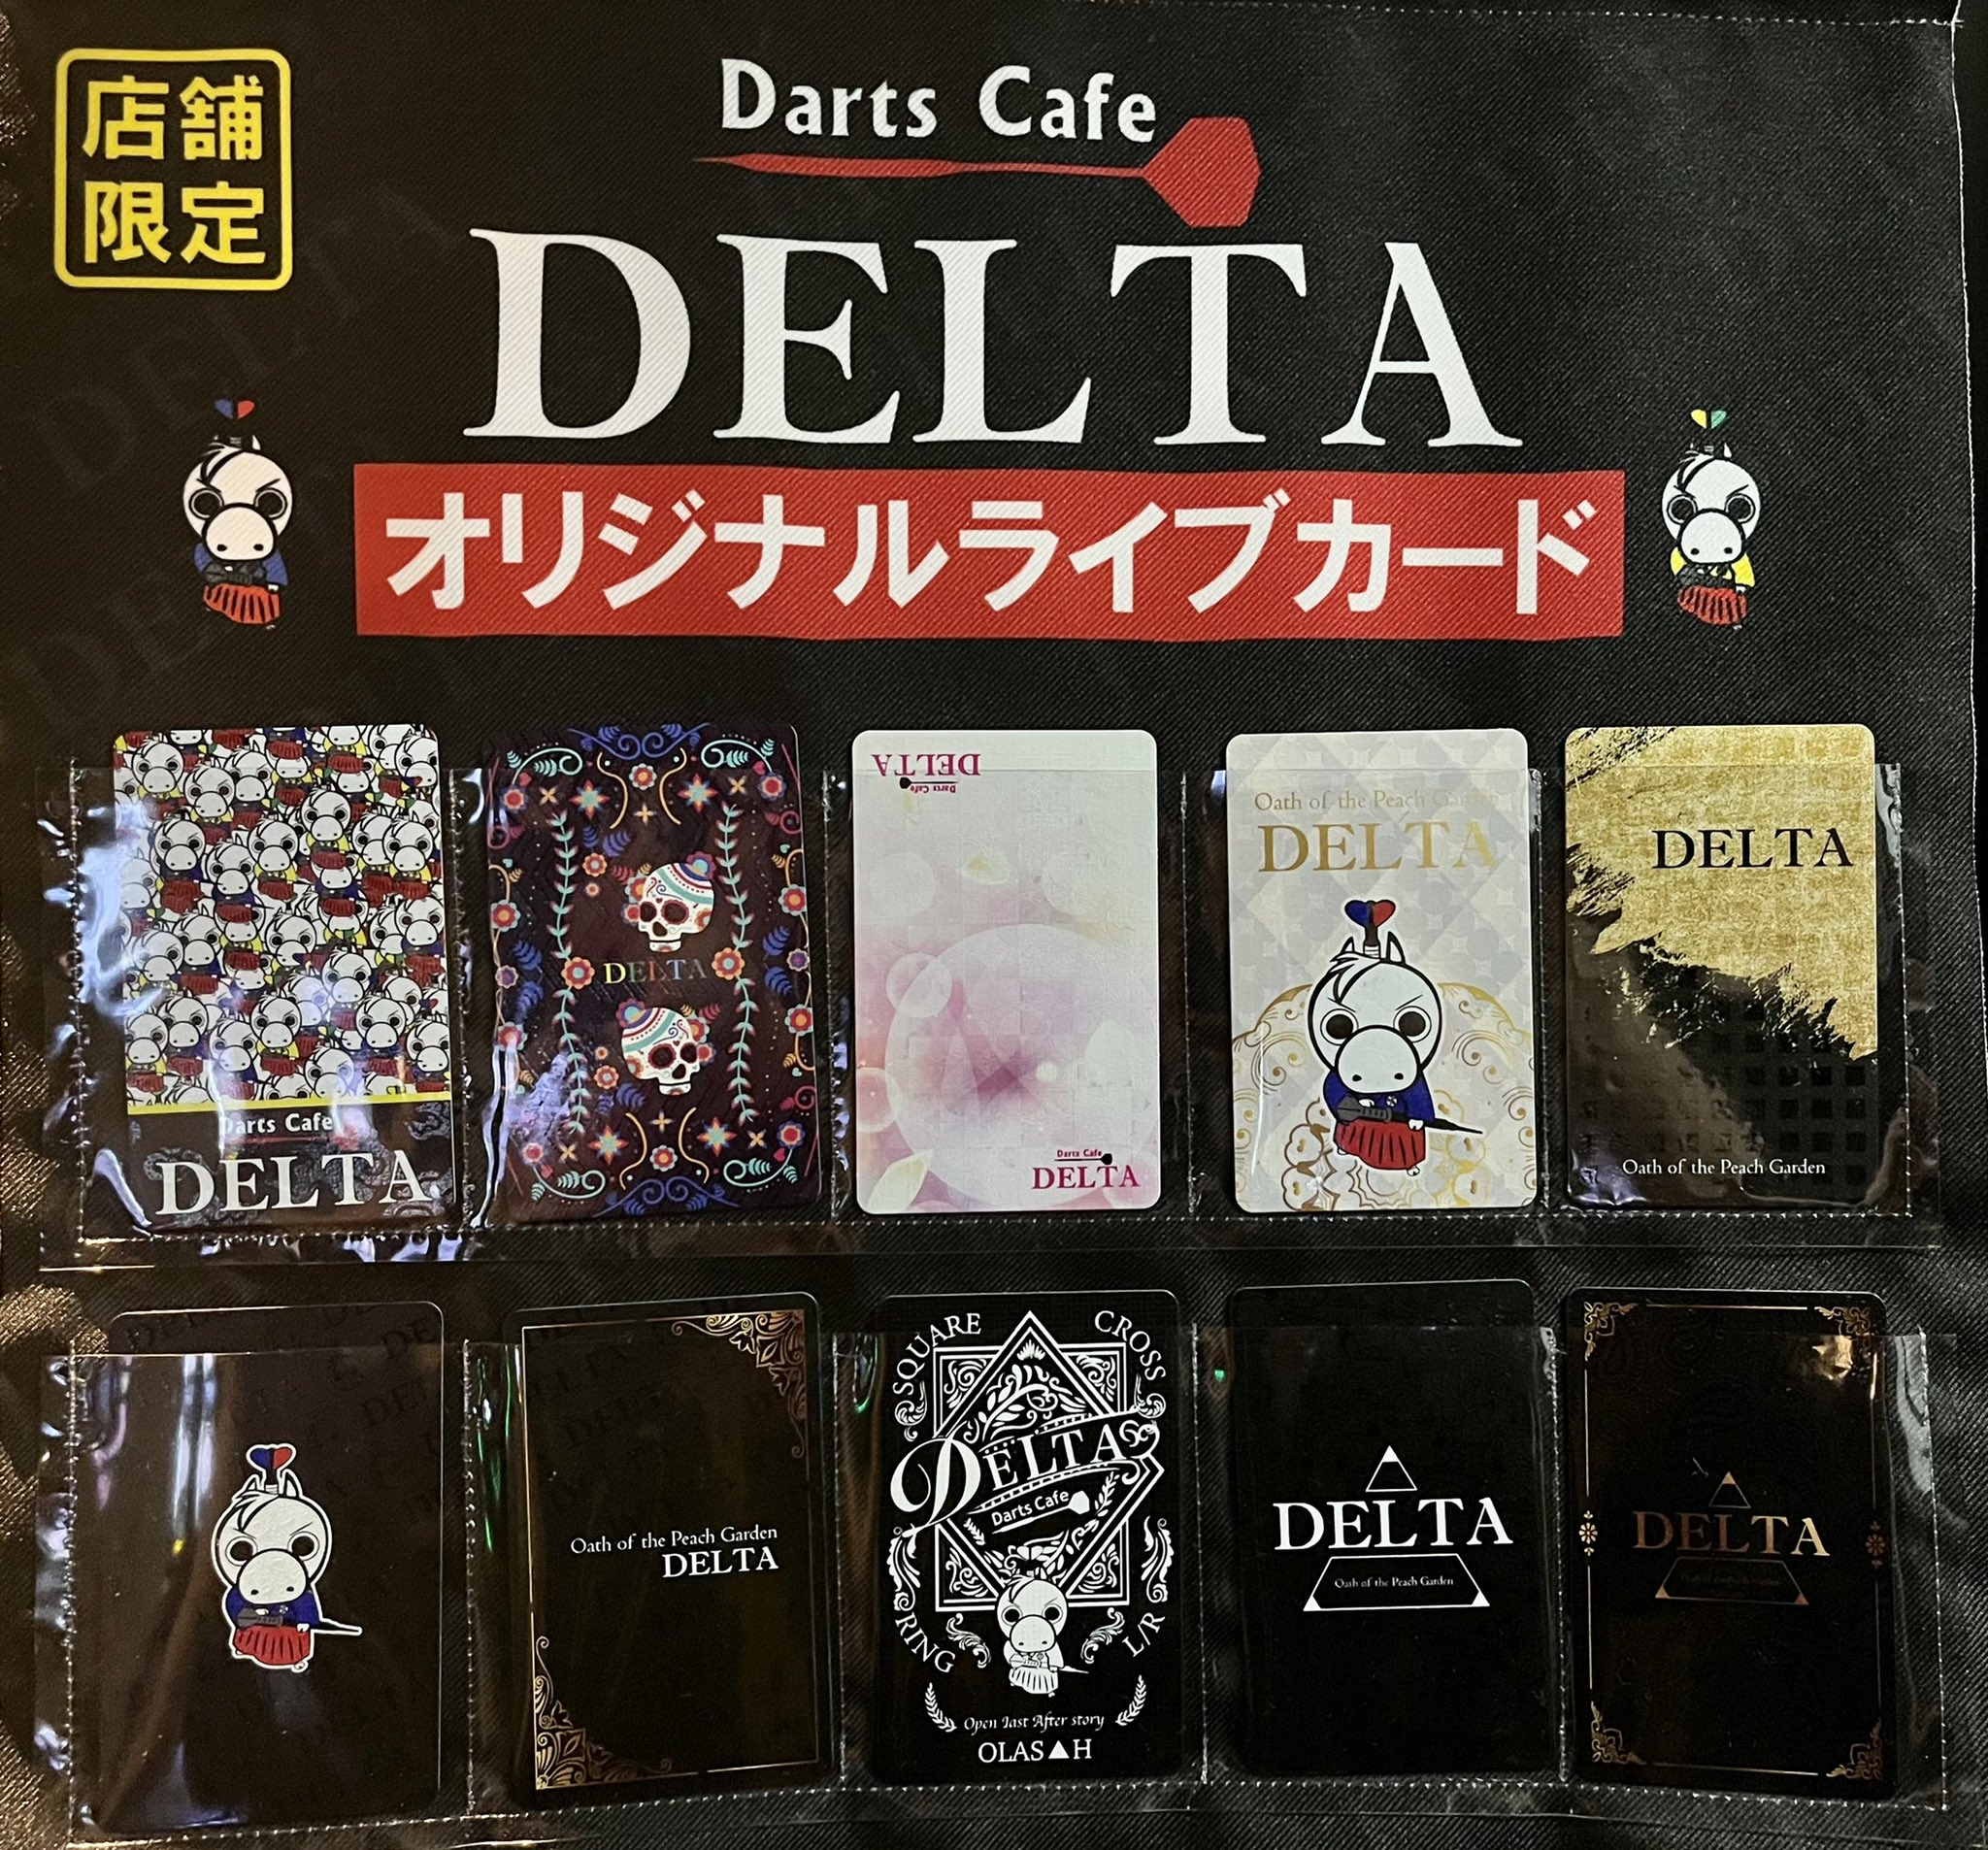 店舗
限定
Darts Cafe
DELTA
オリジナルライブカード
Darts Cafe
DELTA
DELTA
DELTA
Darts Cafe
Darts Cafe
DELTA
Oath of the Peach Garden
DELTA
DELTA
Oath of the Peach Garden
Oath of the Peach Garden
DELTA
SQUARE
CROSS
DELTA
Darts Cafe
RING
L/R
Open last After story
OLAS▲H
DELTA
Oath of the Peach Garden
DELTA